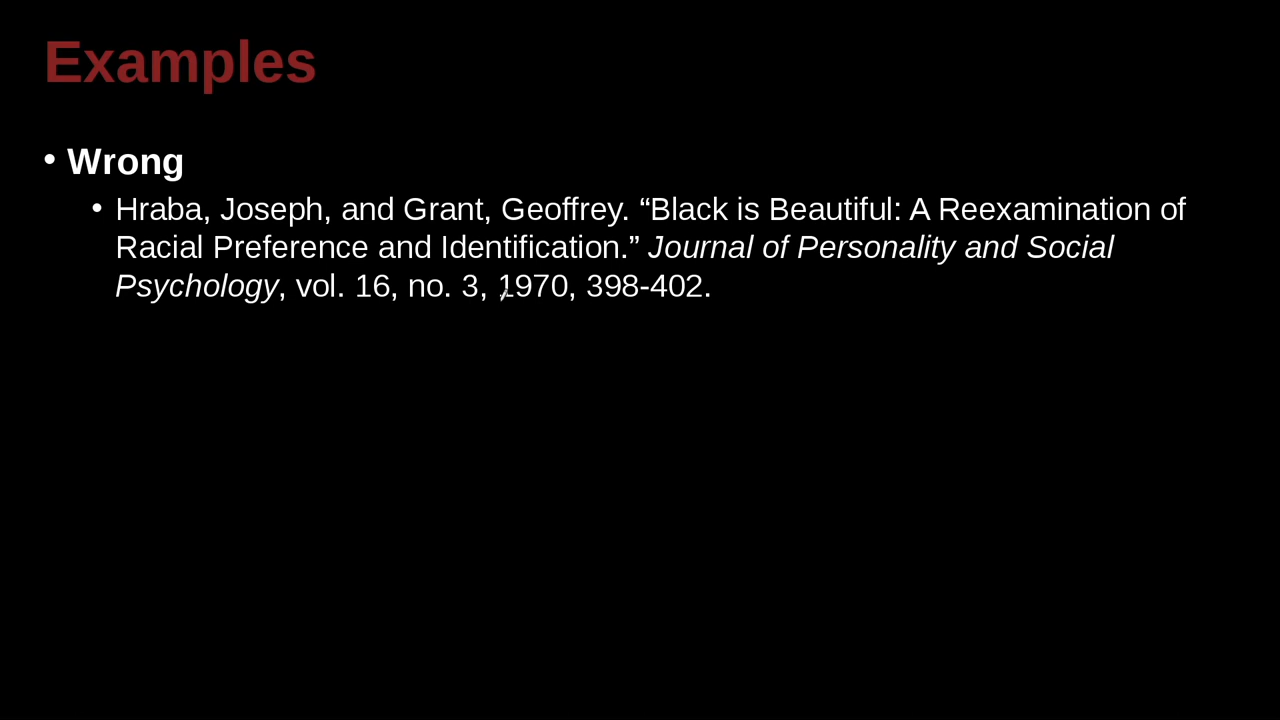 Examples
• Wrong
• Hraba, Joseph, and Grant, Geoffrey. “Black is Beautiful: A Reexamination of
Racial Preference and Identification.” Journal of Personality and Social
Psychology, vol. 16, no. 3, 1970, 398-402.